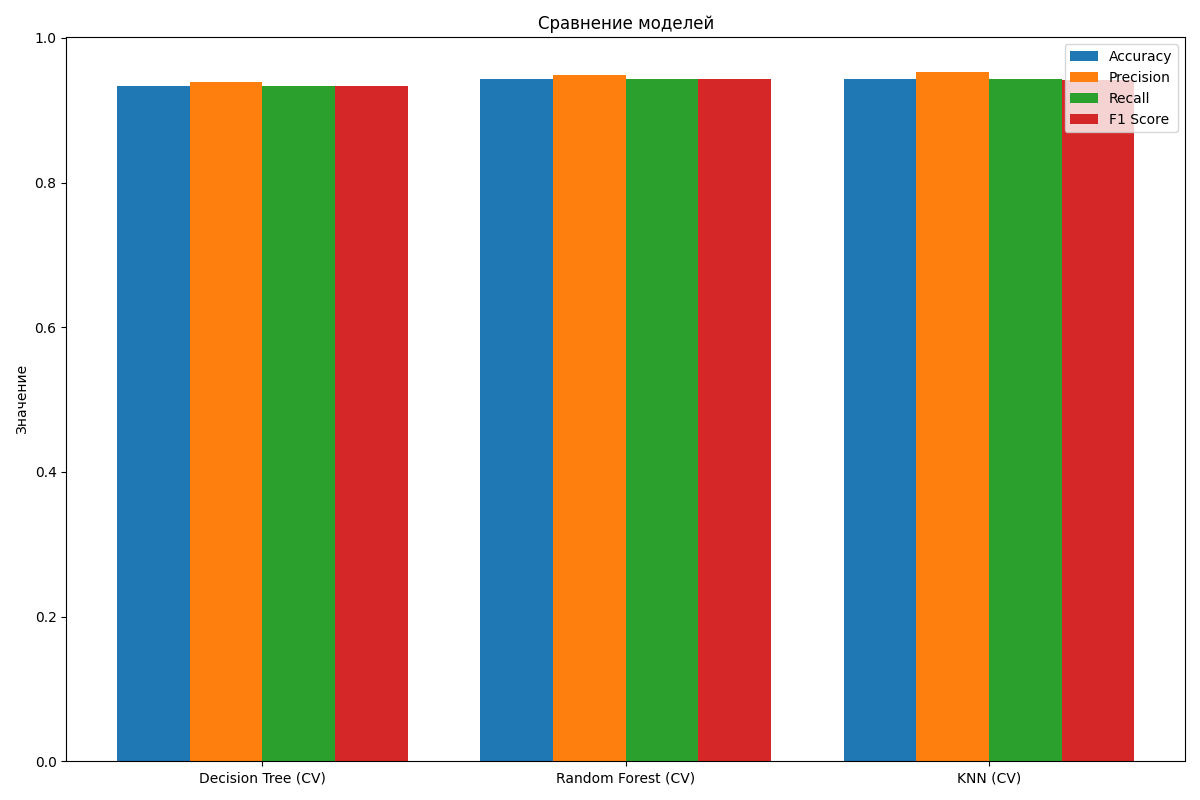 Сравнение моделей
1.0
0.8
0.6
0.4
0.2
0.0
Значение
Accuracy
Precision
Recall
F1 Score
Decision Tree (CV)
Random Forest (CV)
KNN (CV)